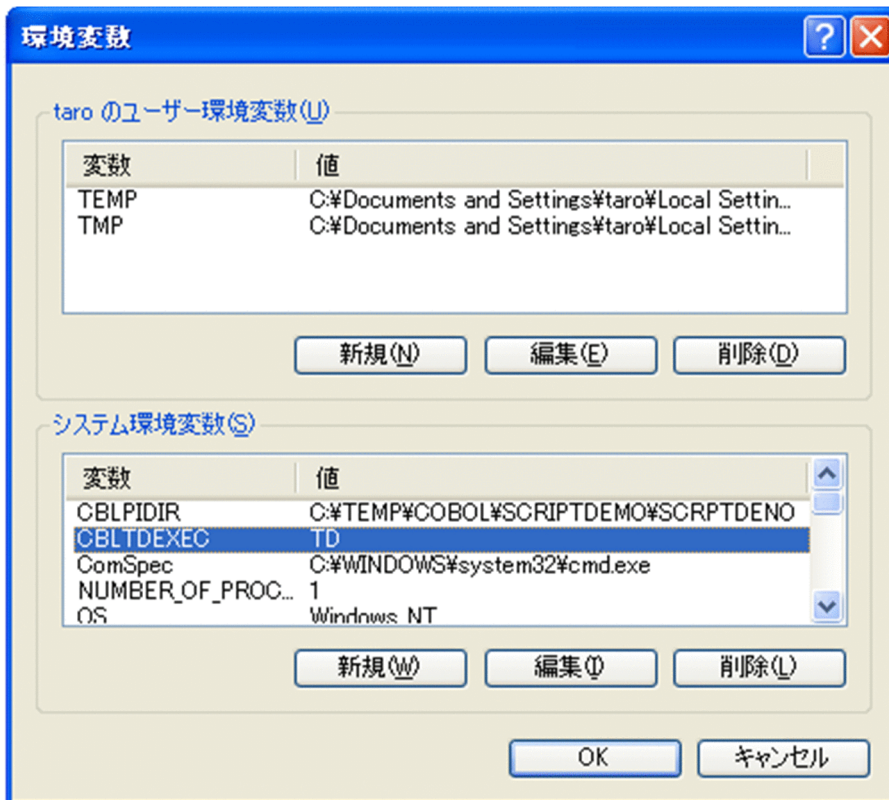 環境変数
taro のユーザー環境変数(U)
変数 値
TEMP C:¥Documents and Settings¥taro¥Local Settin...
TMP C:¥Documents and Settings¥taro¥Local Settin...
新規(N) 編集(E) 削除(D)
システム環境変数(S)
変数 値
CBLPIDIR C:¥TEMP¥COBOL¥SCRIPTDEMO¥SCRPTDENO
CBLTDEXEC TD
ComSpec C:¥WINDOWS¥system32¥cmd.exe
NUMBER_OF_PROC... 1
OS Windows_NT
新規(W) 編集(I) 削除(L)
OK キャンセル